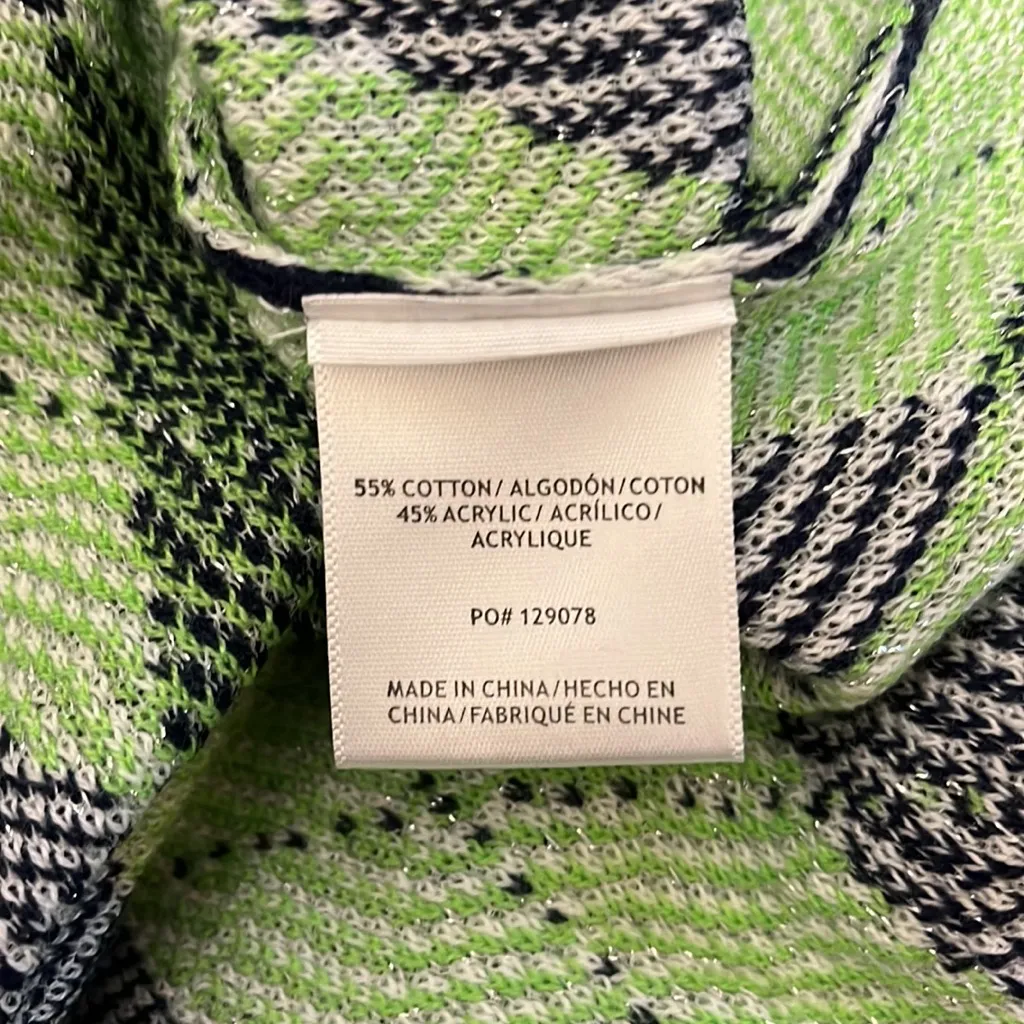 55% COTTON/ ALGODÓN/COTON
45% ACRYLIC/ ACRÍLICO/
ACRYLIQUE
PO# 129078
MADE IN CHINA/HECHO EN
CHINA/FABRIQUÉ EN CHINE